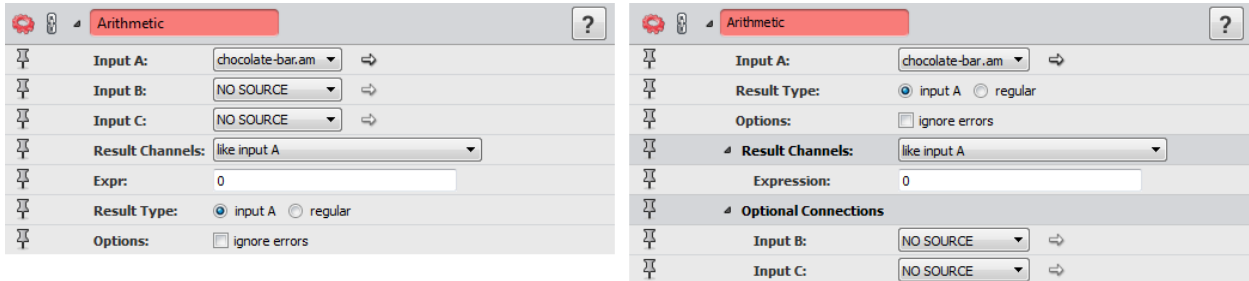 Arithmetic ?
Input A: chocolate-bar.am
Input B: NO SOURCE
Input C: NO SOURCE
Result Channels: like input A
Expr: 0
Result Type: input A regular
Options: ignore errors
Arithmetic ?
Input A: chocolate-bar.am
Result Type: input A regular
Options: ignore errors
Result Channels: like input A
Expression: 0
Optional Connections
Input B: NO SOURCE
Input C: NO SOURCE